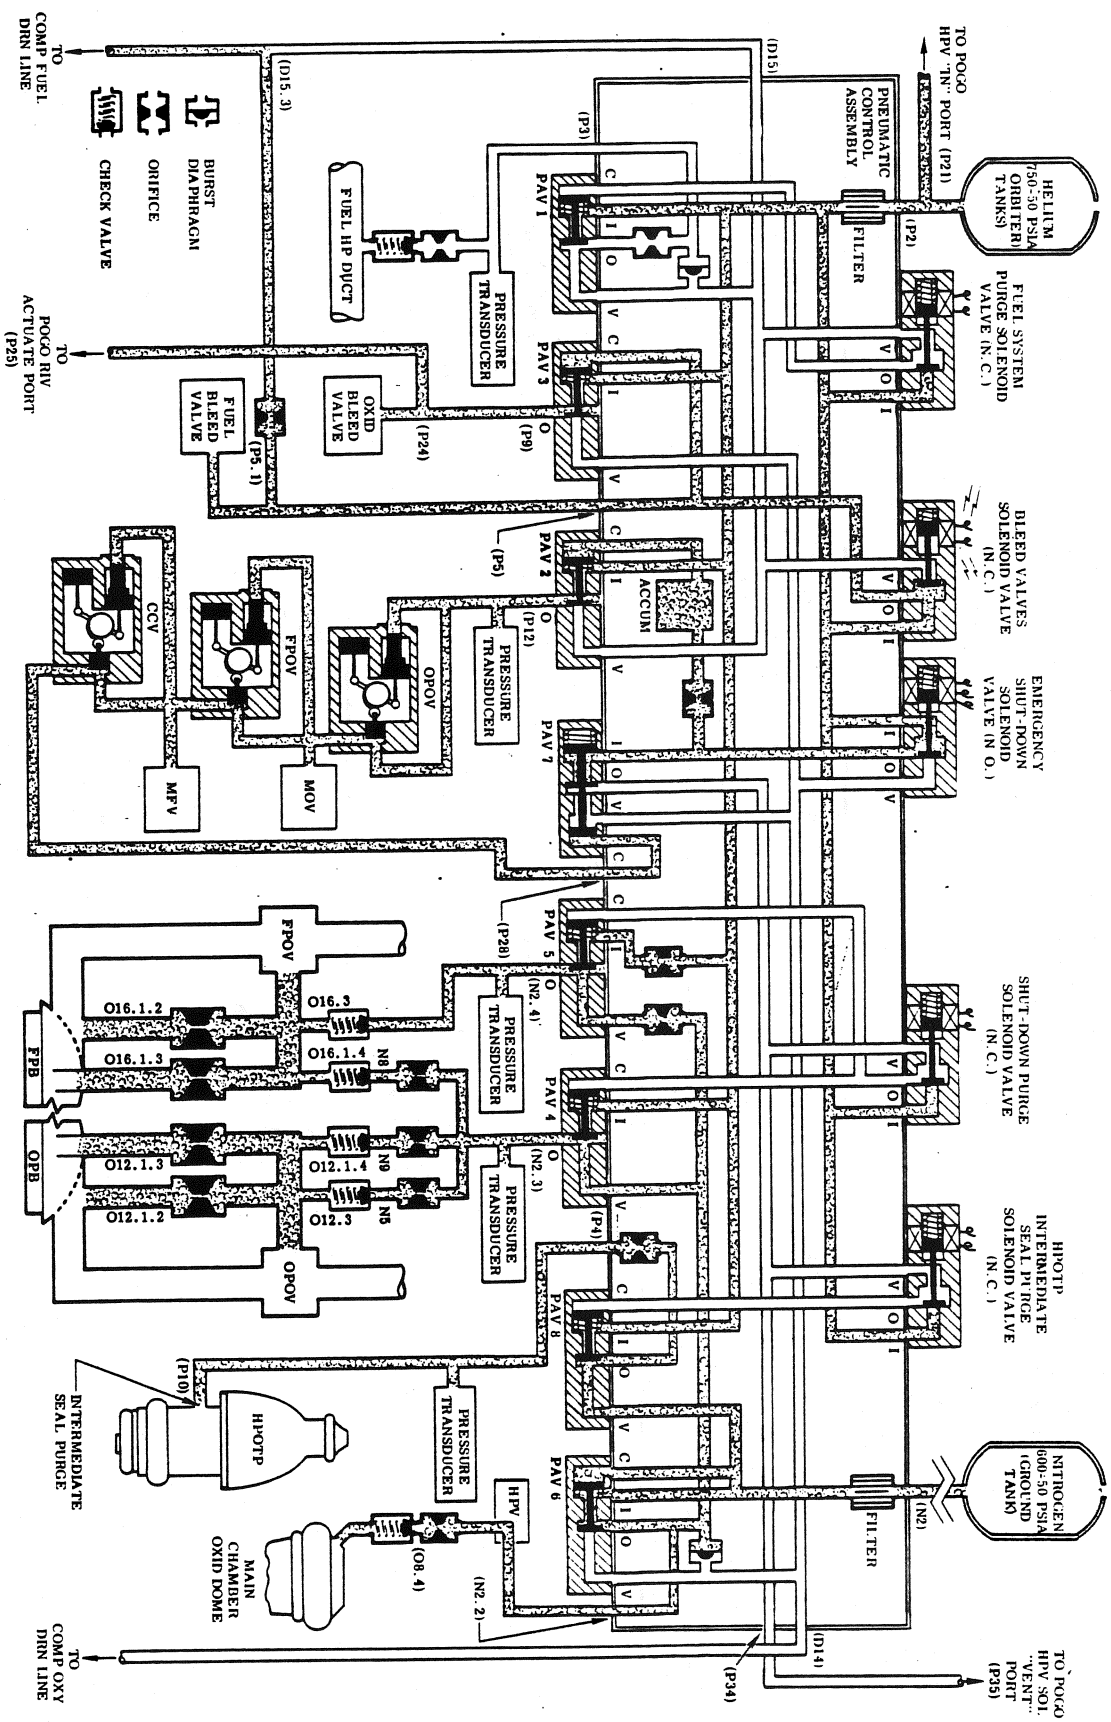 TO POGO
HPV "IN" PORT (P21)
HELIUM
750-50 PSIA
ORBITER)
TANKS)
(P2)
FILTER
FUEL SYSTEM
PURGE SOLENOID
VALVE (N.C.)
V
O
I
BLEED VALVES
SOLENOID VALVE
(N.C.)
V
O
I
EMERGENCY
SHUT-DOWN
SOLENOID
VALVE (N O.)
I
O
V
SHUT-DOWN PURGE
SOLENOID VALVE
(N.C.)
V
O
I
HPOTP
INTERMEDIATE
SEAL PURGE
SOLENOID VALVE
(N.C.)
V
O
I
NITROGEN
600-50 PSIA
(GROUND
TANK)
(N2)
FILTER
TO POGO
HPV SOL
"VENT"
PORT
(P35)
(D15)
PNEUMATIC
CONTROL
ASSEMBLY
ACCUM
(D14)
(P34)
(P3)
C
I
O
V
C
I
O
V
C
I
O
V
I
O
V
C
C
I
O
V
C
I
O
V
(P4)
C
I
O
V
C
I
O
V
PAV 1
PAV 3
PAV 2
PAV 7
PAV 5
PAV 4
PAV 8
PAV 6
(P9)
(P5)
(P12)
(P28)
(N2.4)
(N2.3)
(N2.2)
PRESSURE
TRANSDUCER
PRESSURE
TRANSDUCER
PRESSURE
TRANSDUCER
PRESSURE
TRANSDUCER
PRESSURE
TRANSDUCER
HPV
(P24)
(O8.4)
FUEL HP DUCT
OXID
BLEED
VALVE
FUEL
BLEED
VALVE
(P5.1)
(D15.3)
OPOV
FPOV
CCV
MOV
MFV
N8
N9
N5
O16.3
O16.1.4
O12.1.4
O12.3
FPOV
OPOV
O16.1.2
O16.1.3
O12.1.3
O12.1.2
FPB
OPB
(P10)
HPOTP
INTERMEDIATE
SEAL PURGE
MAIN
CHAMBER
OXID DOME
BURST
DIAPHRAGM
ORIFICE
CHECK VALVE
TO
COMP FUEL
DRN LINE
TO
POGO RIV
ACTUATE PORT
(P25)
TO
COMP OXY
DRN LINE